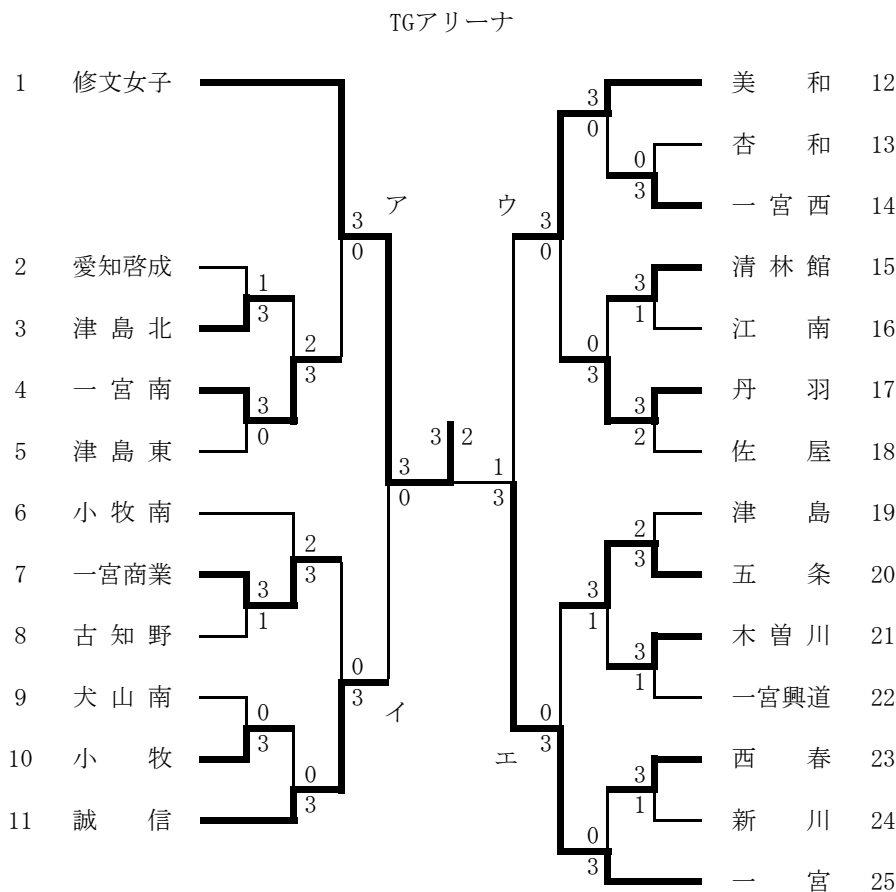 TGアリーナ
1 修文女子
2 愛知啓成
3 津島北
4 一宮南
5 津島東
6 小牧南
7 一宮商業
8 古知野
9 犬山南
10 小牧
11 誠信
ア
3
0
1
3
2
3
3
0
2
3
3
1
0
3
イ
0
3
0
3
3
0
3 2
1
3
ウ
3
0
3
0
0
3
3
1
0
3
3
2
2
3
3
1
3
1
エ
0
3
3
1
0
3
美和 12
杏和 13
一宮西 14
清林館 15
江南 16
丹羽 17
佐屋 18
津島 19
五条 20
木曽川 21
一宮興道 22
西春 23
新川 24
一宮 25